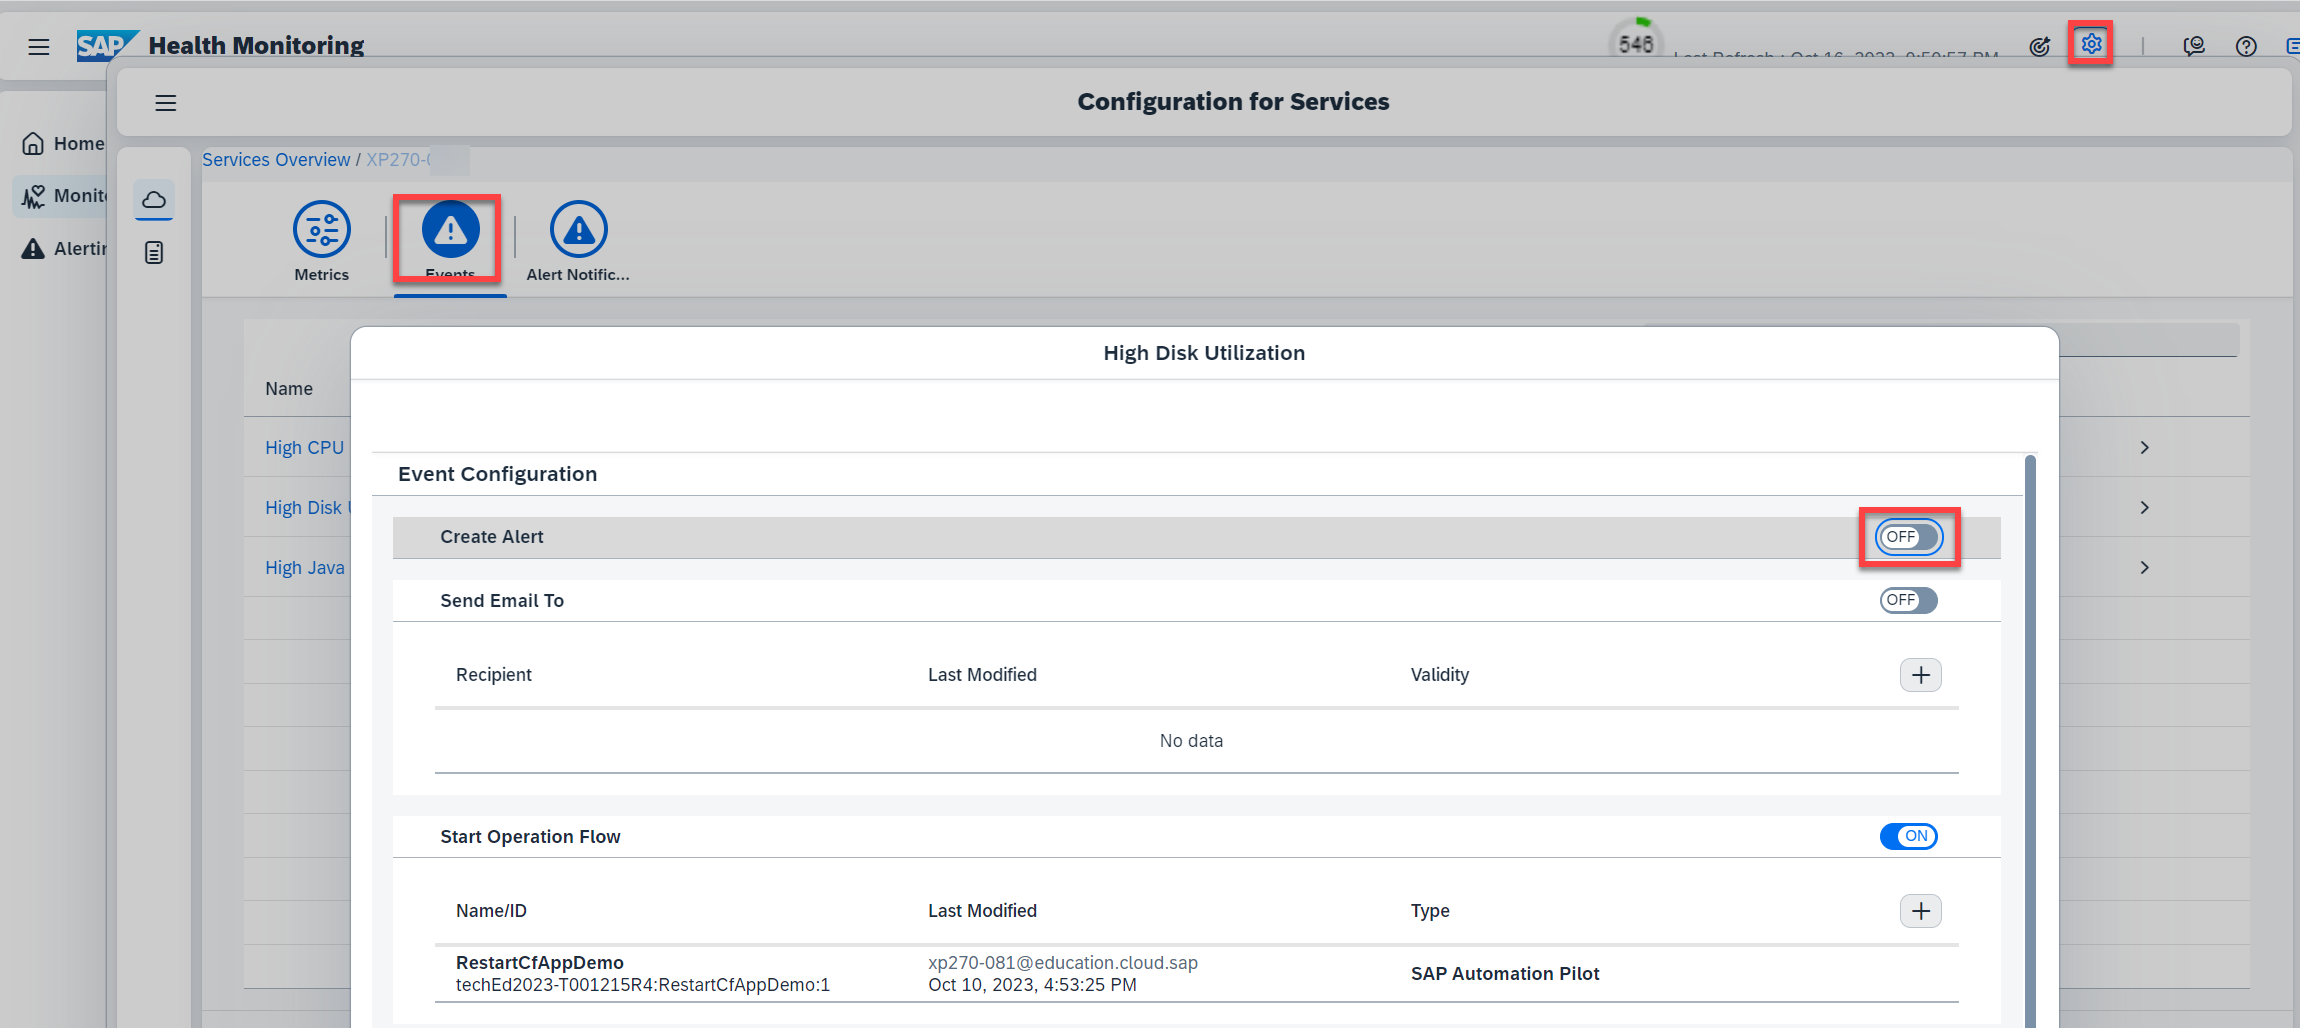 SAP Health Monitoring
546
Last Refresh : Oct 16, 2023, 9:59:57 PM
Configuration for Services
Home
Services Overview / XP270-
Monit
Alertin
Metrics
Events
Alert Notific...
High Disk Utilization
Name
High CPU
High Disk
High Java
Event Configuration
Create Alert
OFF
Send Email To
OFF
Recipient Last Modified Validity
No data
Start Operation Flow
ON
Name/ID Last Modified Type
RestartCfAppDemo
techEd2023-T001215R4:RestartCfAppDemo:1
xp270-081@education.cloud.sap
Oct 10, 2023, 4:53:25 PM
SAP Automation Pilot